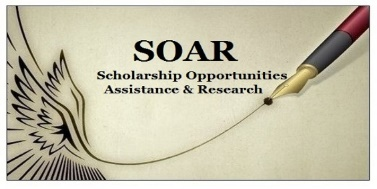 SOAR
Scholarship Opportunities
Assistance & Research